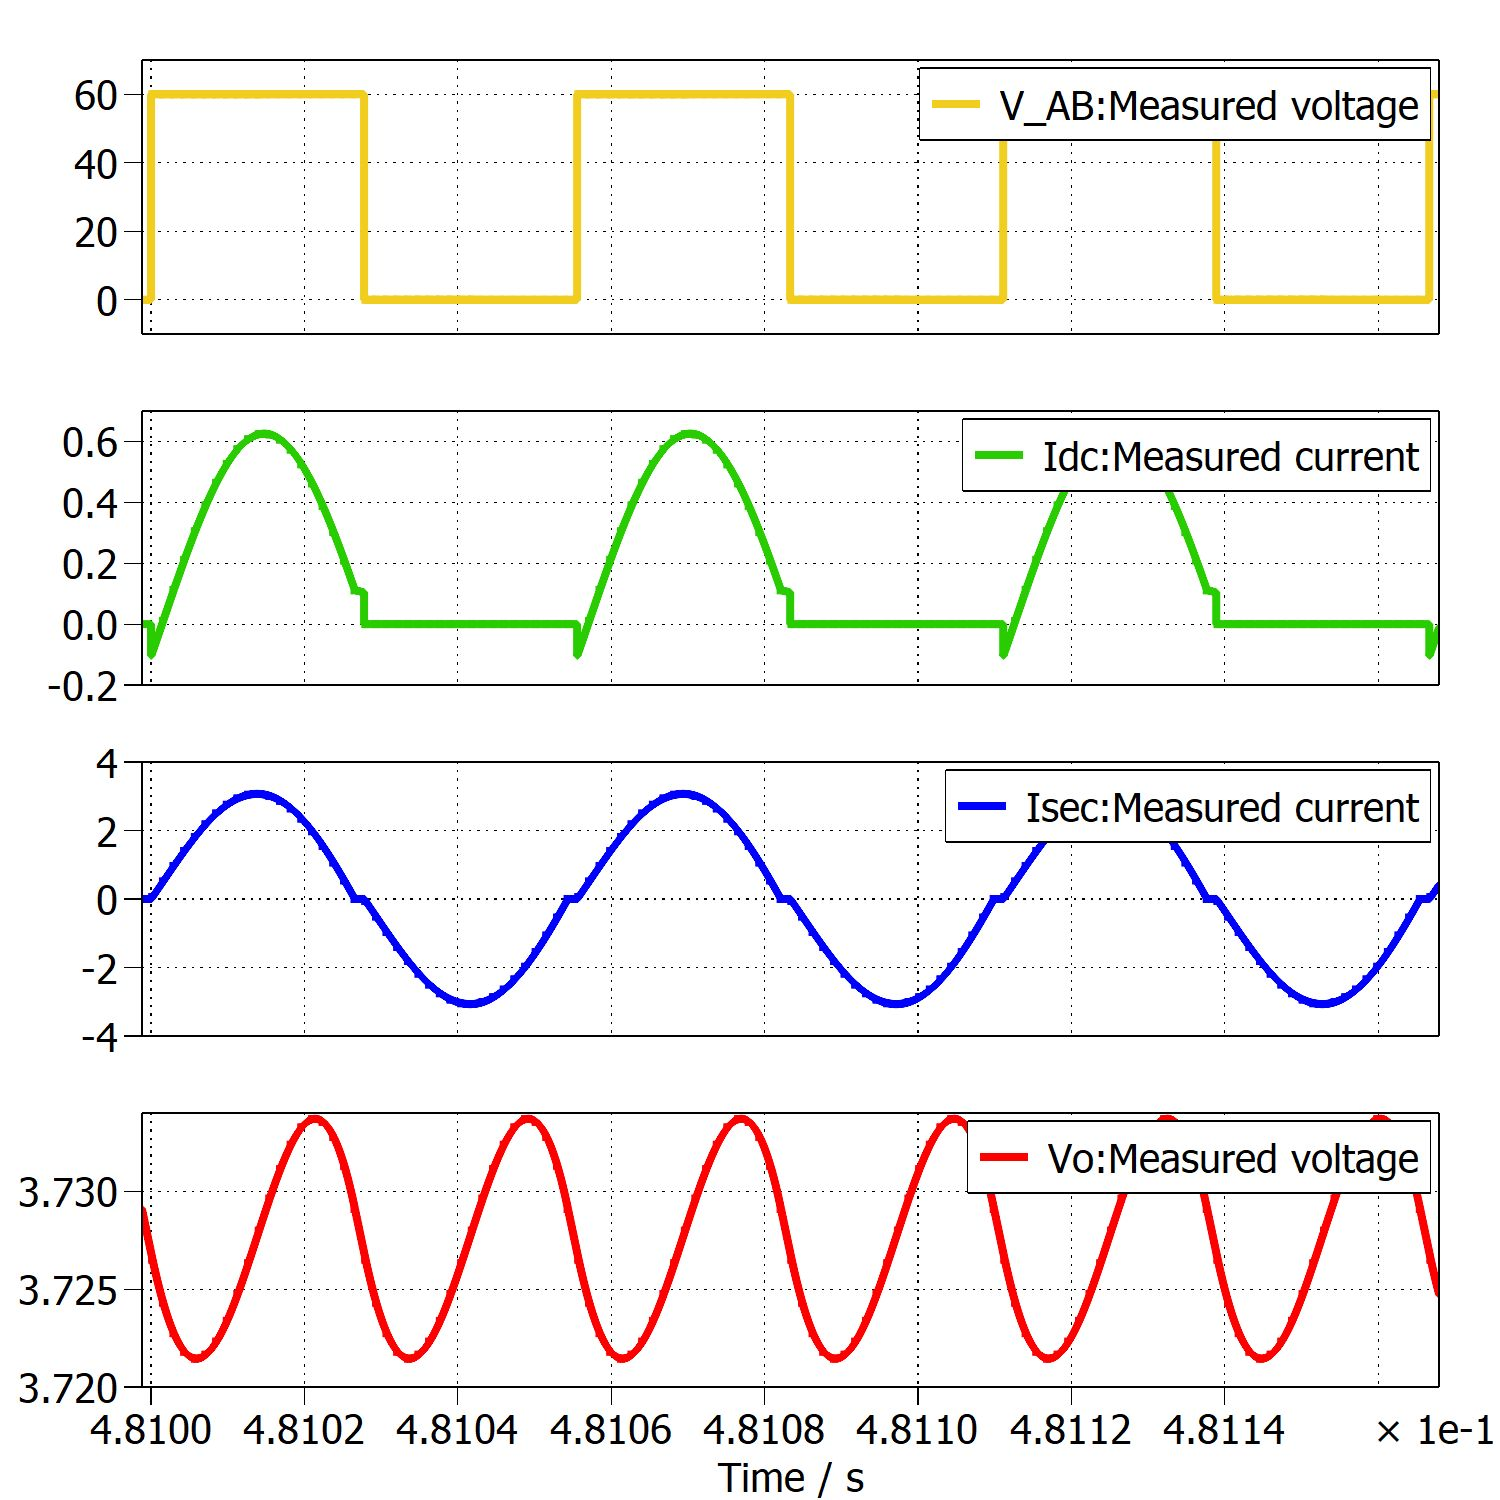 V_AB:Measured voltage
60
40
20
0
Idc:Measured current
0.6
0.4
0.2
0.0
-0.2
Isec:Measured current
4
2
0
-2
-4
Vo:Measured voltage
3.730
3.725
3.720
4.8100 4.8102 4.8104 4.8106 4.8108 4.8110 4.8112 4.8114 × 1e-1
Time / s